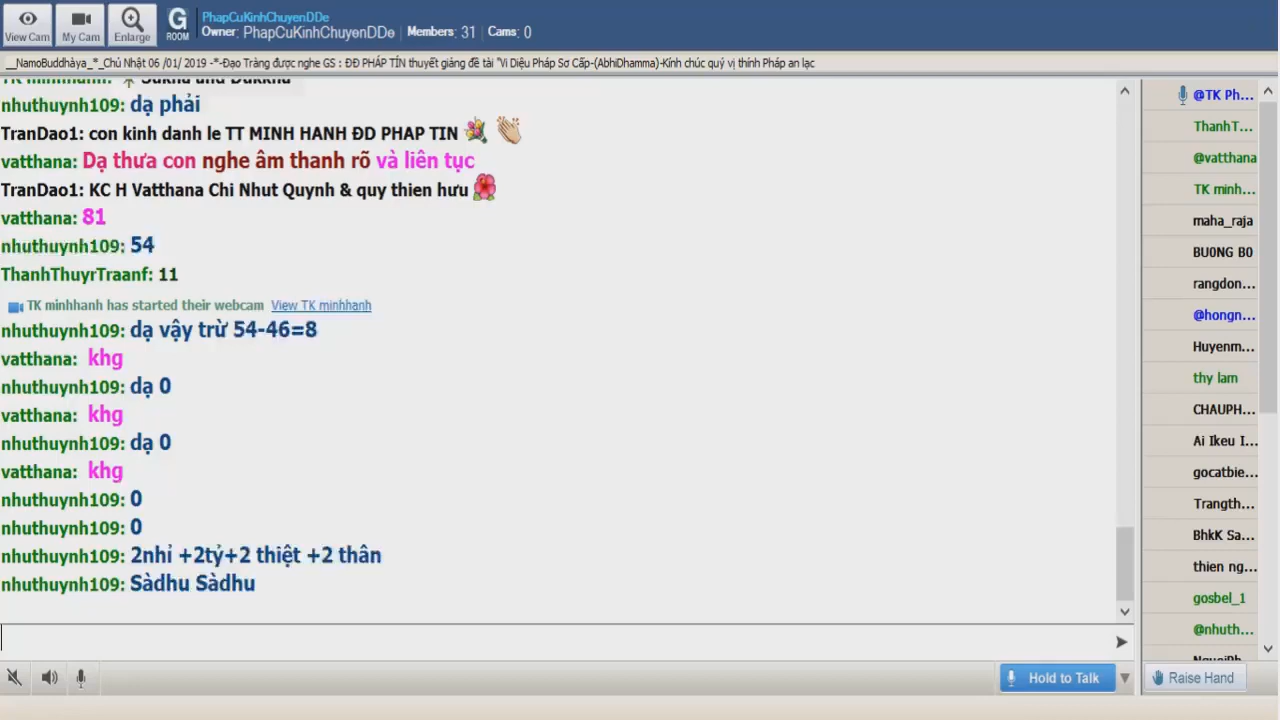 View Cam
My Cam
Enlarge
G
ROOM
PhapCuKinhChuyenDDe
Owner: PhapCuKinhChuyenDDe | Members: 31 Cams: 0
__NamoBuddhàya_*_Chủ Nhật 06 /01/ 2019 -*-Đạo Tràng được nghe GS : ĐĐ PHÁP TÍN thuyết giảng đề tài "Vi Diệu Pháp Sơ Cấp-(AbhiDhamma)-Kính chúc quý vị thính Pháp an lạc
TK minhhanh: Sukha and Dukkha
nhuthuynh109: dạ phải
TranDao1: con kinh danh le TT MINH HANH ĐD PHAP TIN
vatthana: Dạ thưa con nghe âm thanh rõ và liên tục
TranDao1: KC H Vatthana Chi Nhut Quynh & quy thien hưu
vatthana: 81
nhuthuynh109: 54
ThanhThuyrTraanf: 11
TK minhhanh has started their webcam View TK minhhanh
nhuthuynh109: dạ vậy trừ 54-46=8
vatthana: khg
nhuthuynh109: dạ 0
vatthana: khg
nhuthuynh109: dạ 0
vatthana: khg
nhuthuynh109: 0
nhuthuynh109: 0
nhuthuynh109: 2nhỉ +2tỷ+2 thiệt +2 thân
nhuthuynh109: Sàdhu Sàdhu
@TK Ph...
ThanhT...
@vatthana
TK minh...
maha_raja
BU0NG B0
rangdon...
@hongn...
Huyenm...
thy lam
CHAUPH...
Ai Ikeu I...
gocatbie...
Trangth...
BhkK Sa...
thien ng...
gosbel_1
@nhuth...
Hold to Talk
Raise Hand